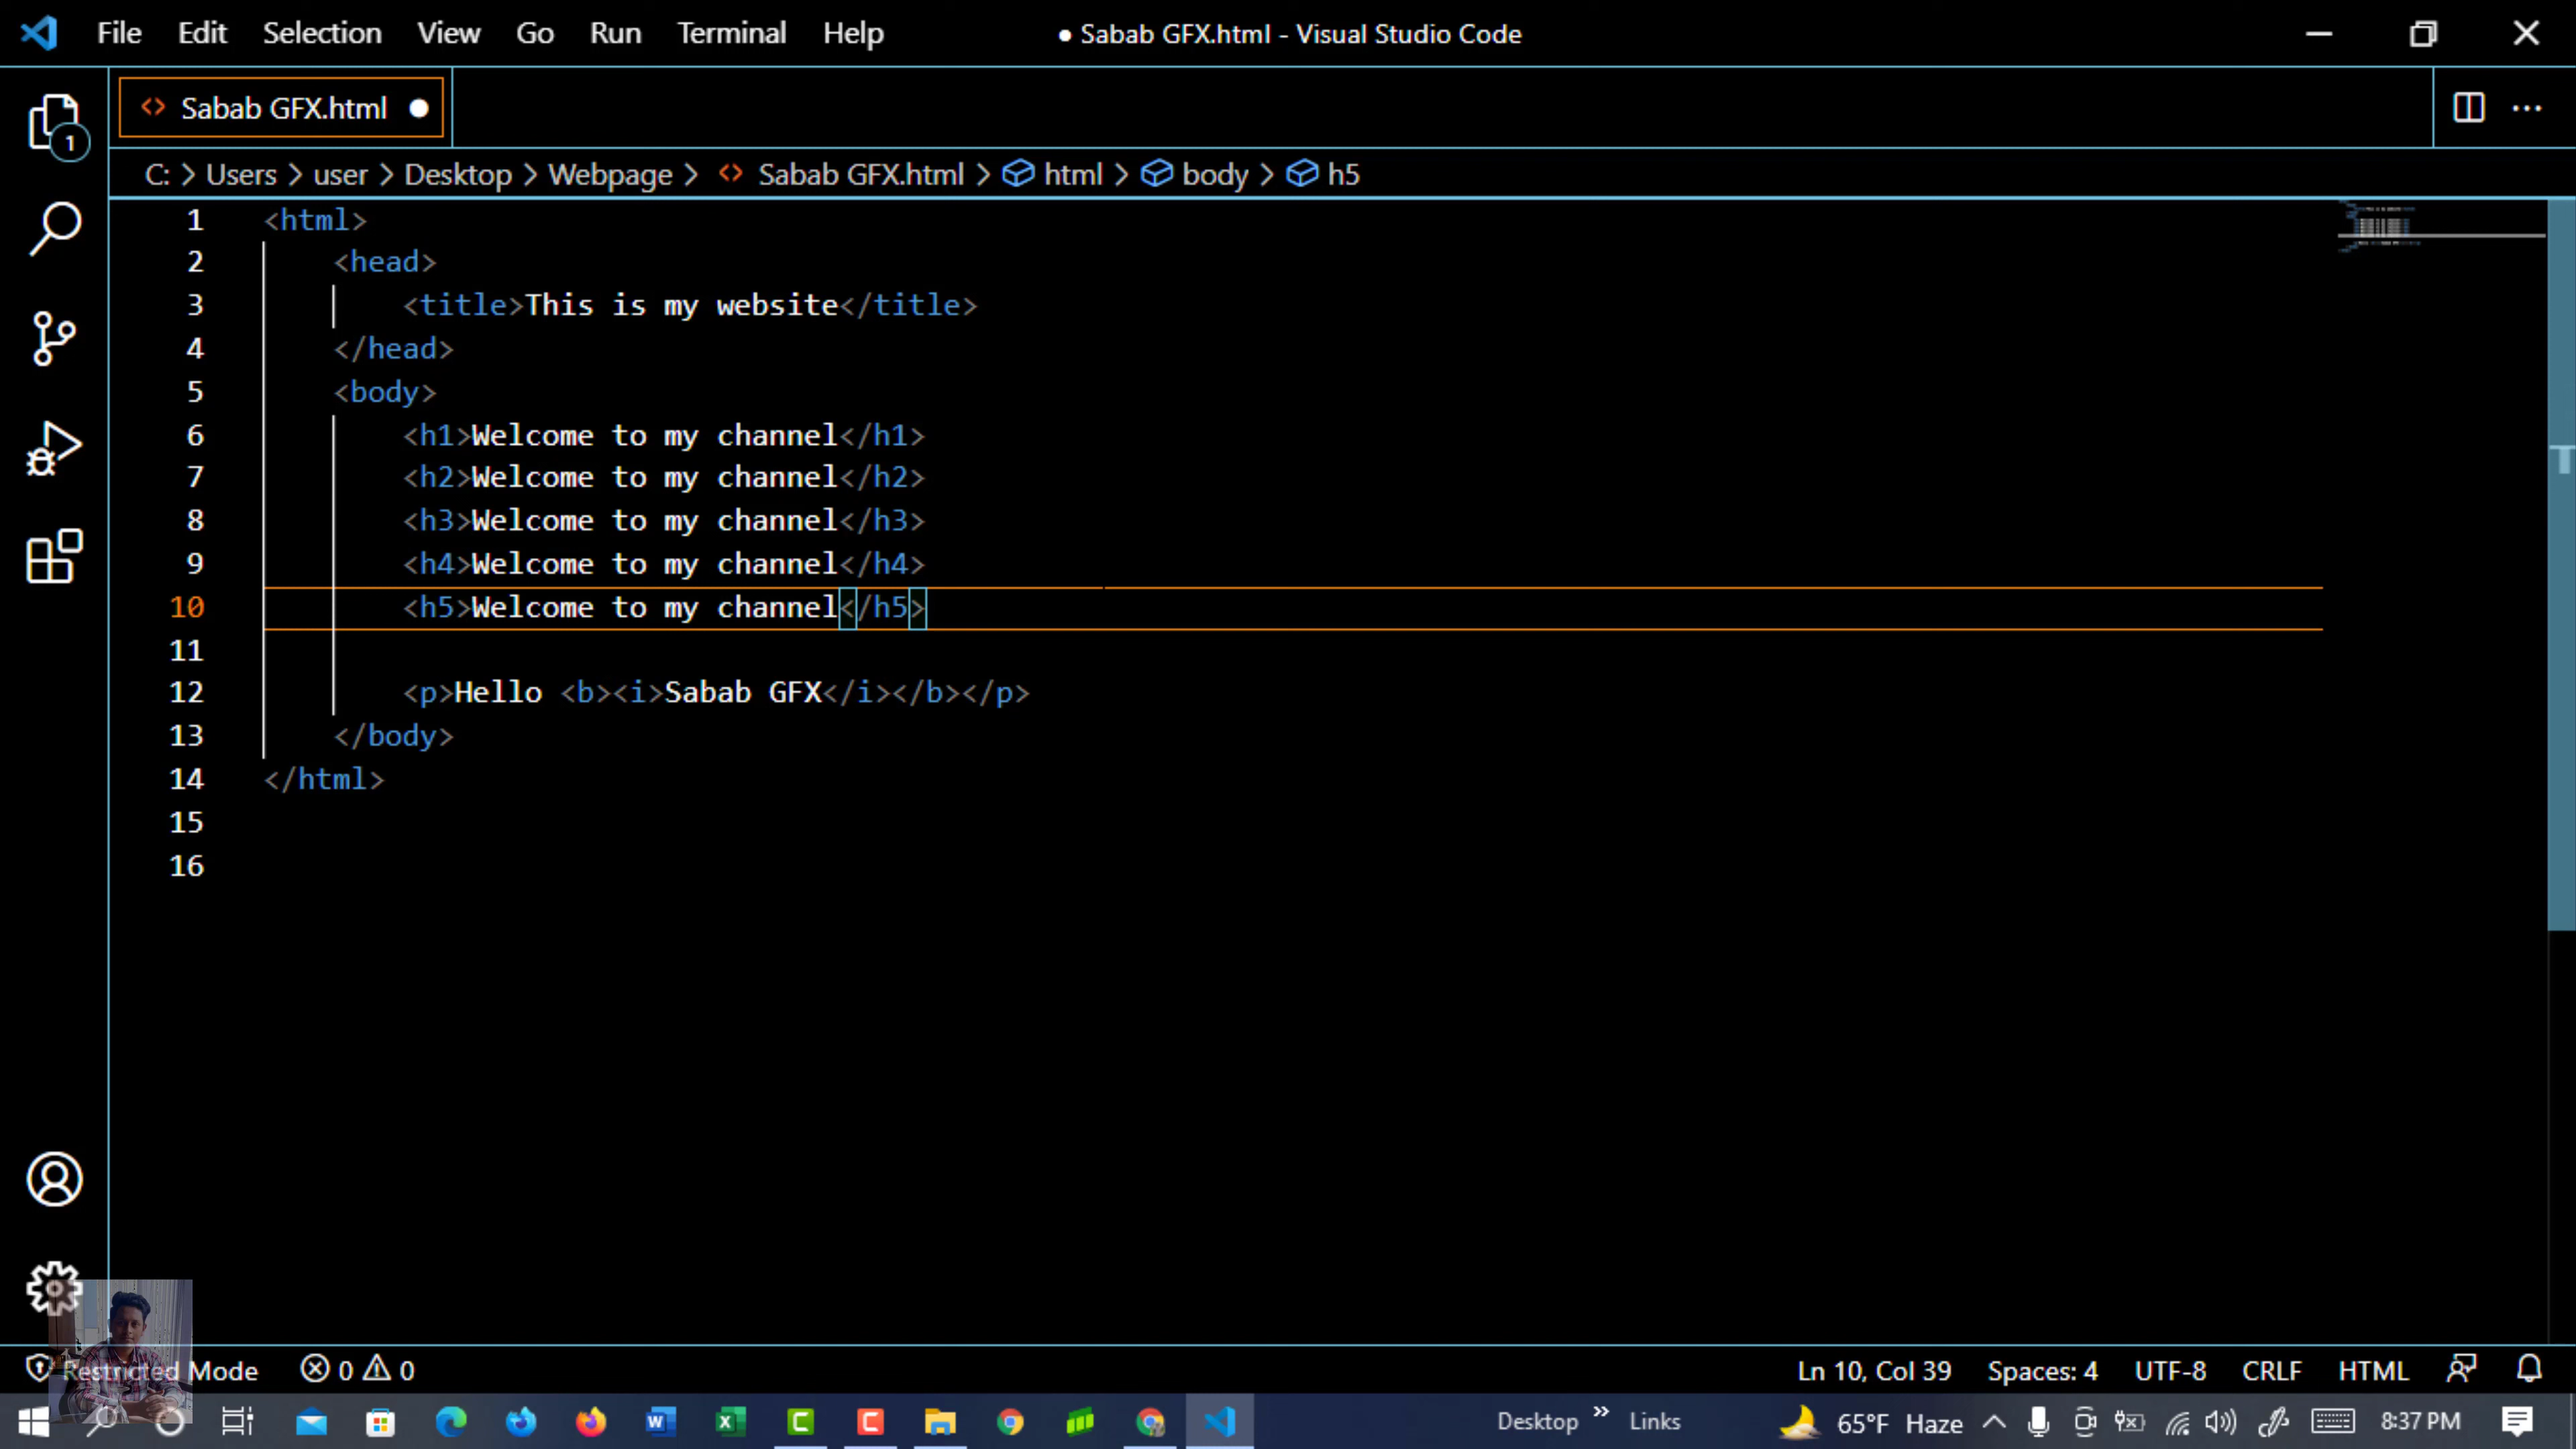 File Edit Selection View Go Run Terminal Help ● Sabab GFX.html - Visual Studio Code
<> Sabab GFX.html ●
1
C: > Users > user > Desktop > Webpage > <> Sabab GFX.html > html > body > h5
1 <html>
2 <head>
3 <title>This is my website</title>
4 </head>
5 <body>
6 <h1>Welcome to my channel</h1>
7 <h2>Welcome to my channel</h2>
8 <h3>Welcome to my channel</h3>
9 <h4>Welcome to my channel</h4>
10 <h5>Welcome to my channel</h5>
11
12 <p>Hello <b><i>Sabab GFX</i></b></p>
13 </body>
14 </html>
15
16
Restricted Mode 0 0 Ln 10, Col 39 Spaces: 4 UTF-8 CRLF HTML
Desktop » Links 65°F Haze 8:37 PM